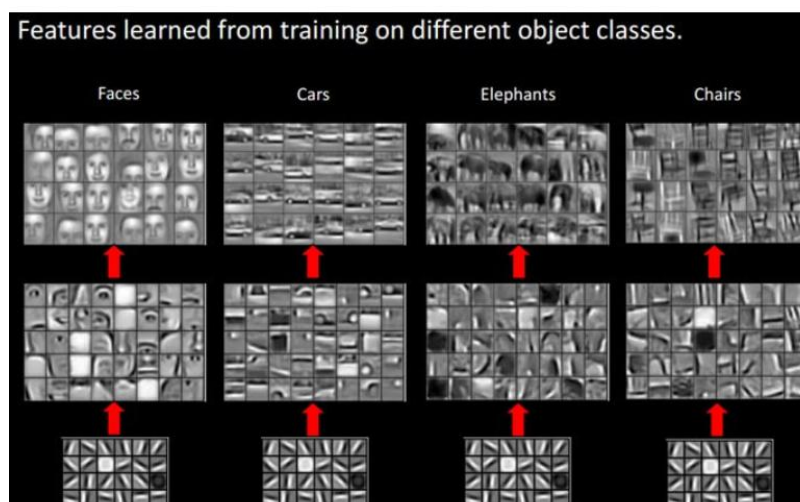 Features learned from training on different object classes.
Faces
Cars
Elephants
Chairs